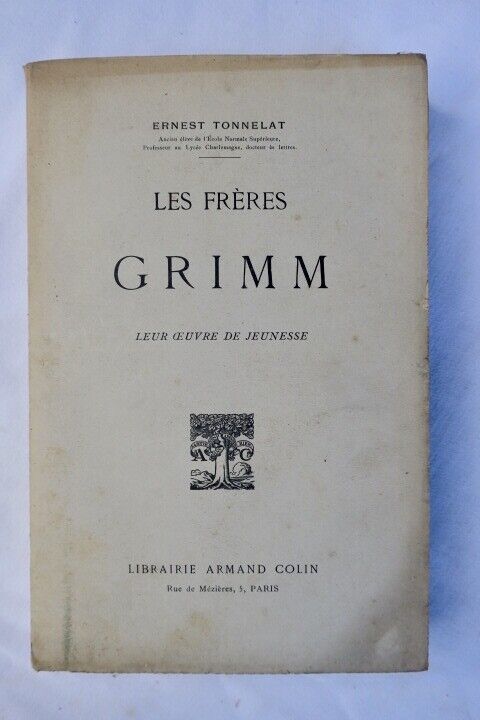 ERNEST TONNELAT
Ancien élève de l'École Normale Supérieure,
Professeur au Lycée Charlemagne, docteur ès lettres.
LES FRÈRES
GRIMM
LEUR ŒUVRE DE JEUNESSE
A C
LIBRAIRIE ARMAND COLIN
Rue de Mézières, 5, PARIS